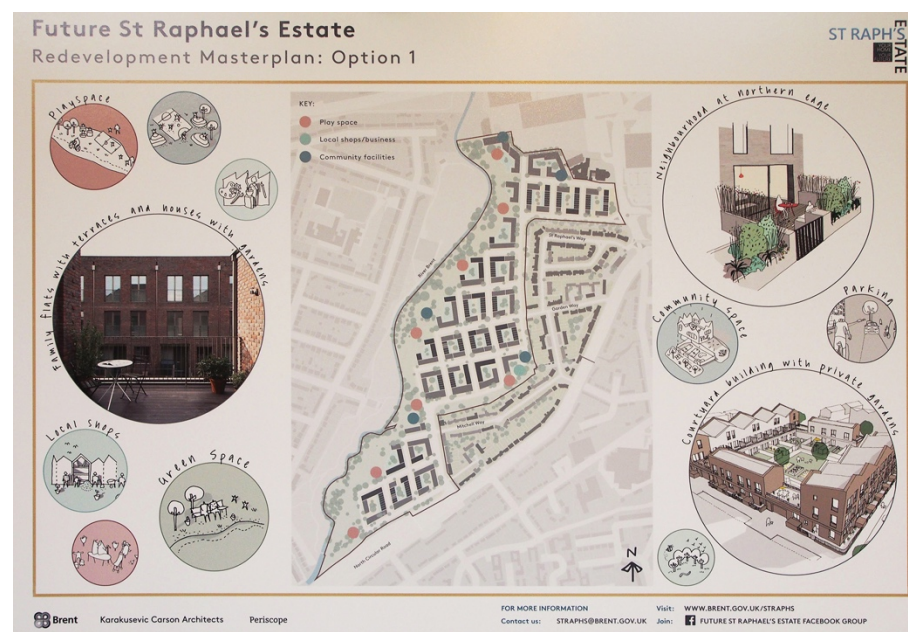 Future St Raphael's Estate
Redevelopment Masterplan: Option 1
ST RAPH'S
ESTATE
Playspace
Family flats with terraces and houses with gardens
Local shops
Green Space
KEY:
Play space
Local shops/business
Community facilities
River Brent
St Raphael's Way
Gordon Way
Mitchell Way
North Circular Road
N
Neighbourhood at northern edge
Community space
Parking
Courtyard building with private gardens
Brent
Karakusevic Carson Architects
Periscope
FOR MORE INFORMATION
Contact us: STRAPHS@BRENT.GOV.UK
Visit: WWW.BRENT.GOV.UK/STRAPHS
Join: FUTURE ST RAPHAEL'S ESTATE FACEBOOK GROUP